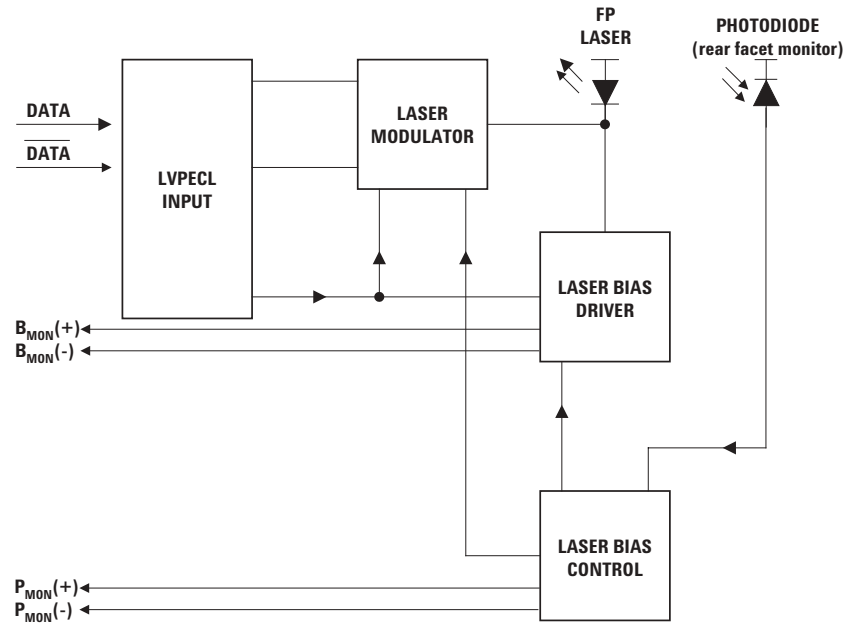 FP
LASER
PHOTODIODE
(rear facet monitor)
DATA
DATA
LVPECL
INPUT
LASER
MODULATOR
LASER BIAS
DRIVER
BMON(+)
BMON(-)
LASER BIAS
CONTROL
PMON(+)
PMON(-)